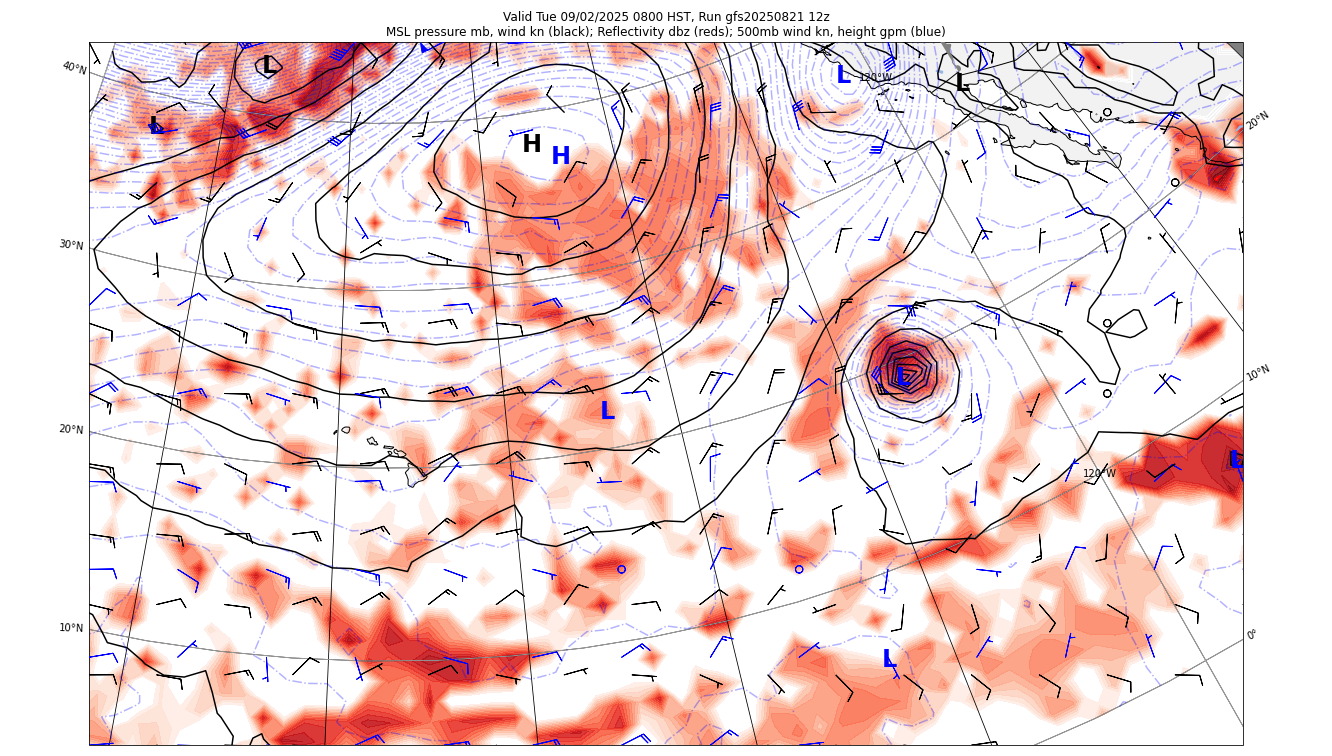 Valid Tue 09/02/2025 0800 HST, Run gfs20250821 12z
MSL pressure mb, wind kn (black); Reflectivity dbz (reds); 500mb wind kn, height gpm (blue)
40°N
L
L
120°W
L
L
20°N
H
H
30°N
10°N
L
L
20°N
L
120°W
10°N
0°
L